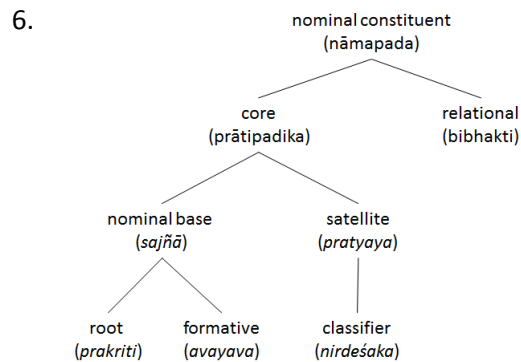 6.
nominal constituent
(nāmapada)
core
(prātipadika)
relational
(bibhakti)
nominal base
(sajñā)
satellite
(pratyaya)
root
(prakriti)
formative
(avayava)
classifier
(nirdeśaka)